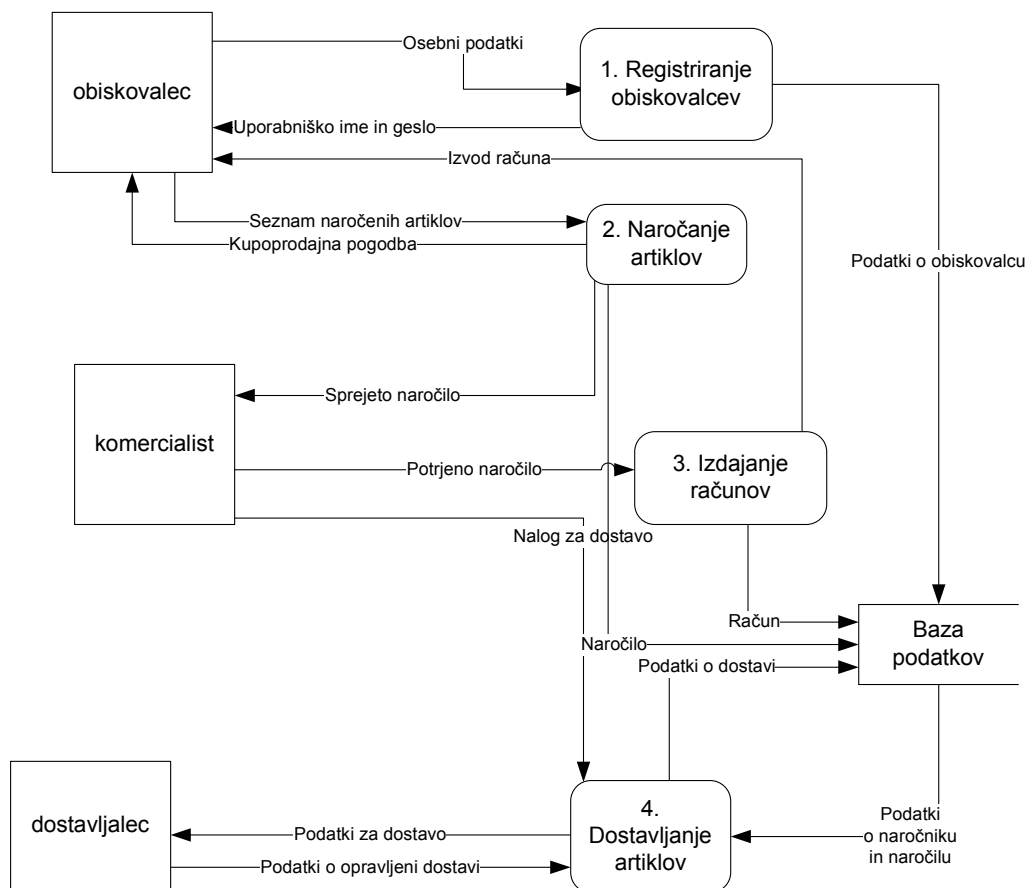 Osebni podatki
1. Registriranje
obiskovalcev
obiskovalec
Uporabniško ime in geslo
Izvod računa
Seznam naročenih artiklov
2. Naročanje
artiklov
Kupoprodajna pogodba
Podatki o obiskovalcu
Sprejeto naročilo
komercialist
3. Izdajanje
računov
Potrjeno naročilo
Nalog za dostavo
Račun
Baza
podatkov
Naročilo
Podatki o dostavi
dostavljalec
4.
Dostavljanje
artiklov
Podatki za dostavo
Podatki o opravljeni dostavi
Podatki
o naročniku
in naročilu